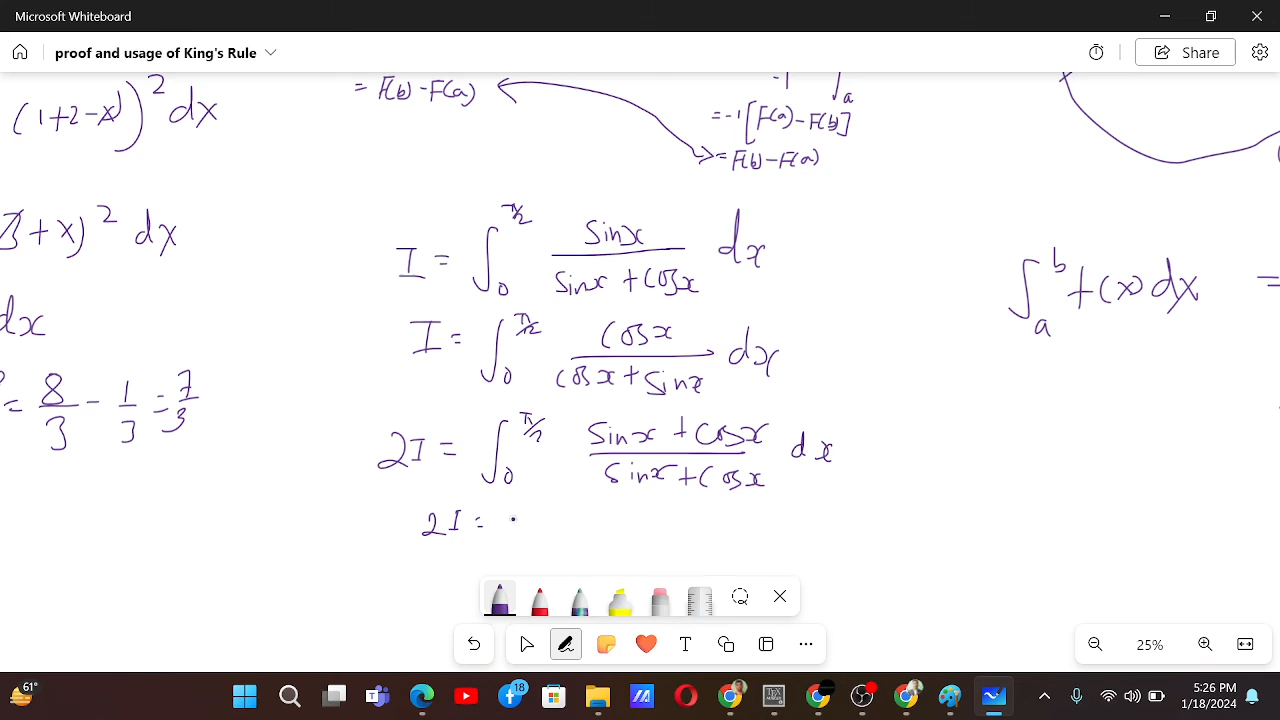 Microsoft Whiteboard
proof and usage of King's Rule
Share
(1+2-x))² dx
+ x)² dx
dx
= 8/3 - 1/3 = 7/3
= F(b) - F(a)
-1
a
= -1[F(a) - F(b)]
= F(b) - F(a)
I = ∫₀^(π/2) sinx/(sinx + cosx) dx
I = ∫₀^(π/2) cosx/(cosx + sinx) dx
2I = ∫₀^(π/2) (sinx + cosx)/(sinx + cosx) dx
2I =
∫ₐᵇ f(x) dx =
25%
61°
18
5:26 PM
1/18/2024